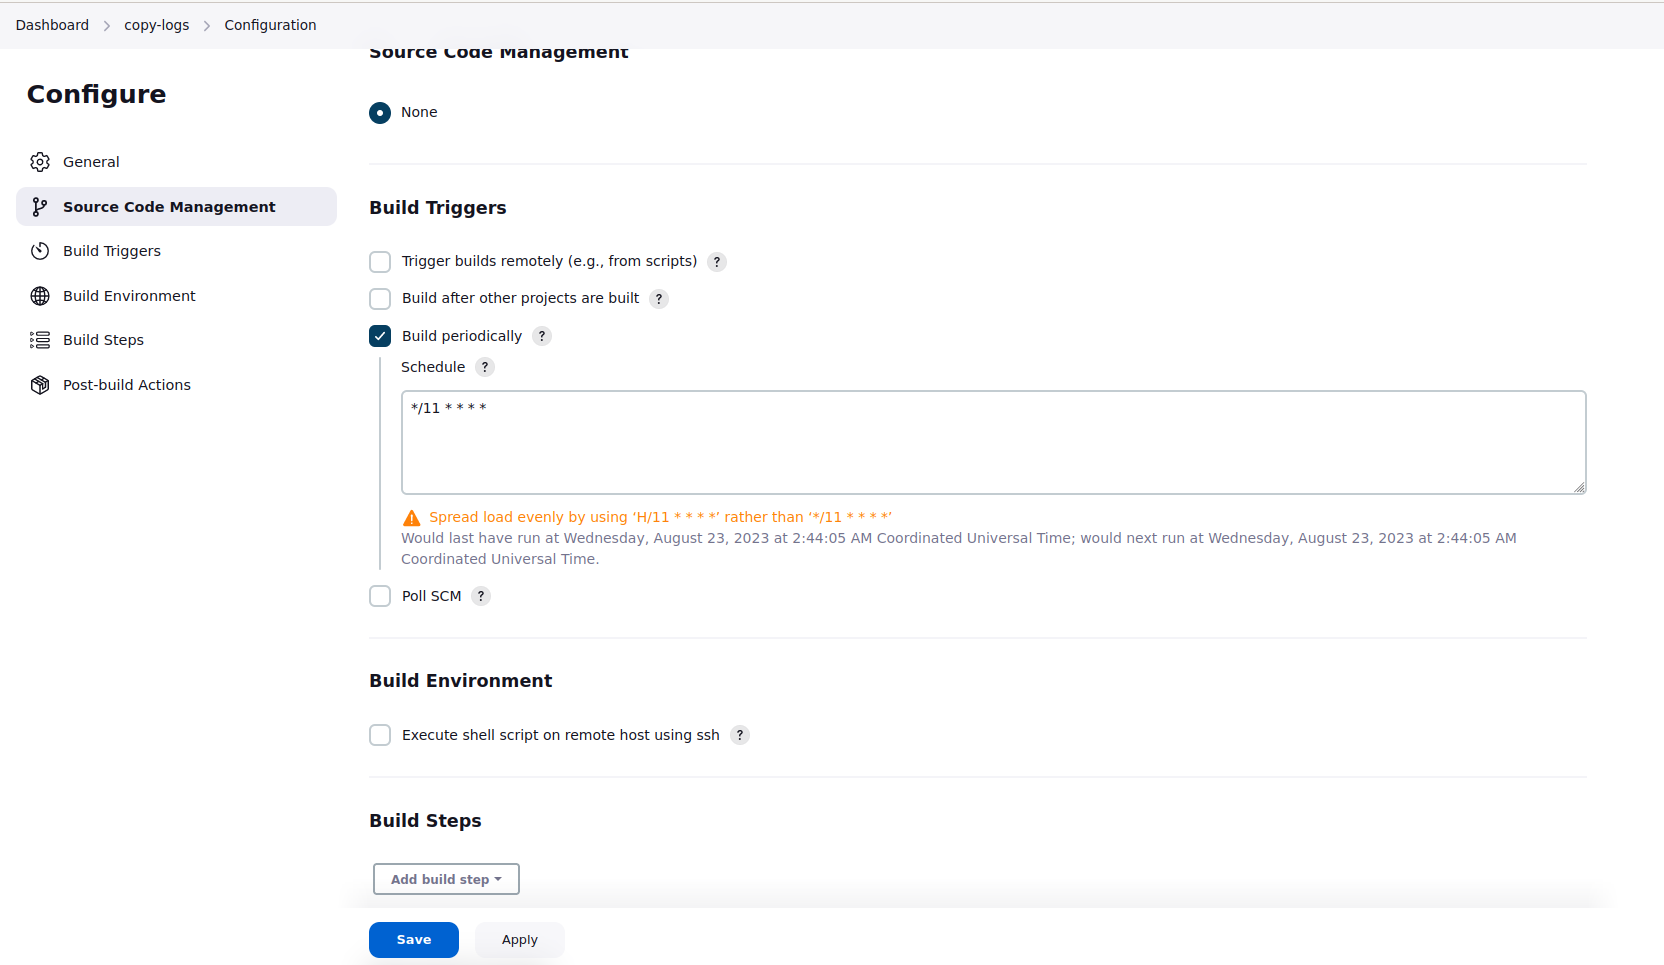 Dashboard
copy-logs
Configuration
Configure
General
Source Code Management
Build Triggers
Build Environment
Build Steps
Post-build Actions
Source Code Management
None
Build Triggers
Trigger builds remotely (e.g., from scripts) ?
Build after other projects are built ?
Build periodically ?
Schedule ?
*/11 * * * *
Spread load evenly by using ‘H/11 * * * *’ rather than ‘*/11 * * * *’
Would last have run at Wednesday, August 23, 2023 at 2:44:05 AM Coordinated Universal Time; would next run at Wednesday, August 23, 2023 at 2:44:05 AM
Coordinated Universal Time.
Poll SCM ?
Build Environment
Execute shell script on remote host using ssh ?
Build Steps
Add build step
Save
Apply